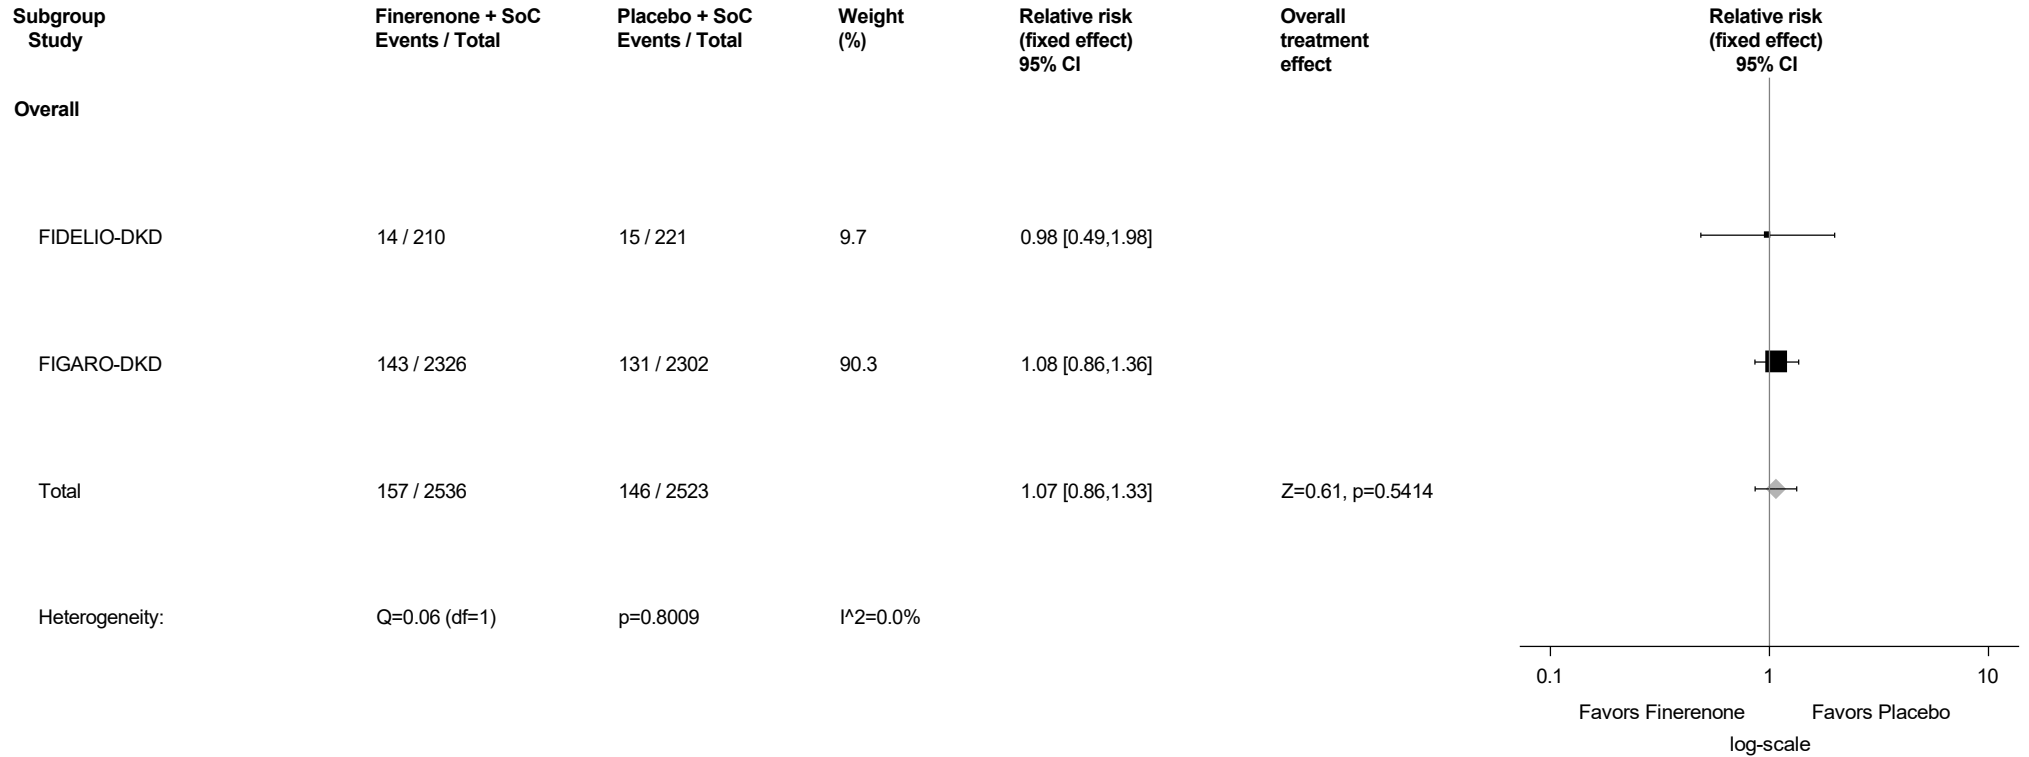 Subgroup Finerenone + SoC Placebo + SoC Weight Relative risk Overall Relative risk
Study Events / Total Events / Total (%) (fixed effect) treatment (fixed effect)
95% CI effect 95% CI
Overall
FIDELIO-DKD 14 / 210 15 / 221 9.7 0.98 [0.49,1.98]
FIGARO-DKD 143 / 2326 131 / 2302 90.3 1.08 [0.86,1.36]
Total 157 / 2536 146 / 2523 1.07 [0.86,1.33] Z=0.61, p=0.5414
Heterogeneity: Q=0.06 (df=1) p=0.8009 I^2=0.0%
0.1 1 10
Favors Finerenone Favors Placebo
log-scale